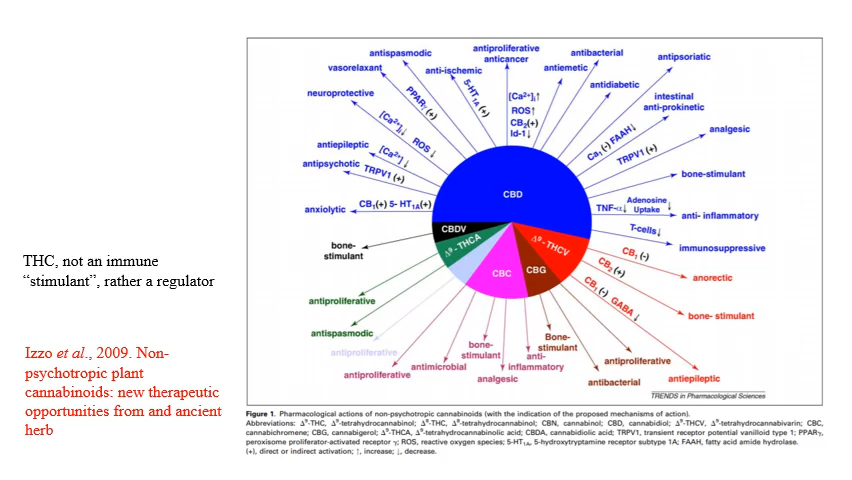 THC, not an immune
“stimulant”, rather a regulator
Izzo et al., 2009. Non-
psychotropic plant
cannabinoids: new therapeutic
opportunities from and ancient
herb
antispasmodic
vasorelaxant
neuroprotective
antiepileptic
antipsychotic
anxiolytic
anti-ischemic
antiproliferative
anticancer
antiemetic
antibacterial
antidiabetic
antipsoriatic
intestinal
anti-prokinetic
analgesic
bone-stimulant
anti- inflammatory
immunosuppressive
PPARγ (+)
5-HT1A (+)
[Ca2+]i↑
ROS↑
CB2(+)
Id-1↓
[Ca2+]i↓ ROS ↓
[Ca2+] ↓
TRPV1 (+)
CB1(+) 5- HT1A(+)
Ca1 (-) FAAH↓
TRPV1 (+)
TNF-α↓
Adenosine
Uptake ↓
T-cells↓
CBD
CBDV
Δ9-THCA
CBC
CBG
Δ9-THCV
bone-
stimulant
antiproliferative
antispasmodic
antiproliferative
antiproliferative
antimicrobial
bone-
stimulant
analgesic
anti-
inflammatory
Bone-
stimulant
antibacterial
antiproliferative
CB1 (-)
CB2 (+)
CB1 (-) GABA ↓
anorectic
bone- stimulant
antiepileptic
TRENDS in Pharmacological Sciences
Figure 1. Pharmacological actions of non-psychotropic cannabinoids (with the indication of the proposed mechanisms of action).
Abbreviations: Δ9-THC, Δ9-tetrahydrocannabinol; Δ8-THC, Δ8-tetrahydrocannabinol; CBN, cannabinol; CBD, cannabidiol; Δ9-THCV, Δ9-tetrahydrocannabivarin; CBC,
cannabichromene; CBG, cannabigerol; Δ9-THCA, Δ9-tetrahydrocannabinolic acid; CBDA, cannabidiolic acid; TRPV1, transient receptor potential vanilloid type 1; PPARγ,
peroxisome proliferator-activated receptor γ; ROS, reactive oxygen species; 5-HT1A, 5-hydroxytryptamine receptor subtype 1A; FAAH, fatty acid amide hydrolase.
(+), direct or indirect activation; ↑, increase; ↓, decrease.